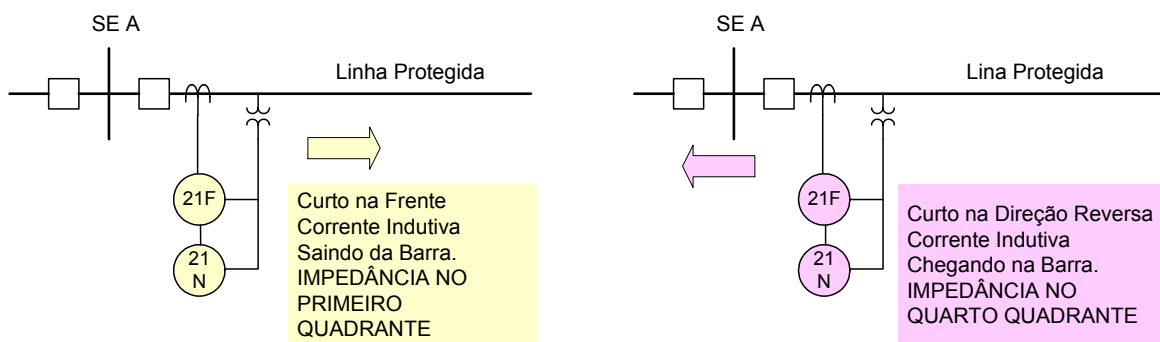 SE A
Linha Protegida
21F
21
N
Curto na Frente
Corrente Indutiva
Saindo da Barra.
IMPEDÂNCIA NO
PRIMEIRO
QUADRANTE
SE A
Lina Protegida
21F
21
N
Curto na Direção Reversa
Corrente Indutiva
Chegando na Barra.
IMPEDÂNCIA NO
QUARTO QUADRANTE